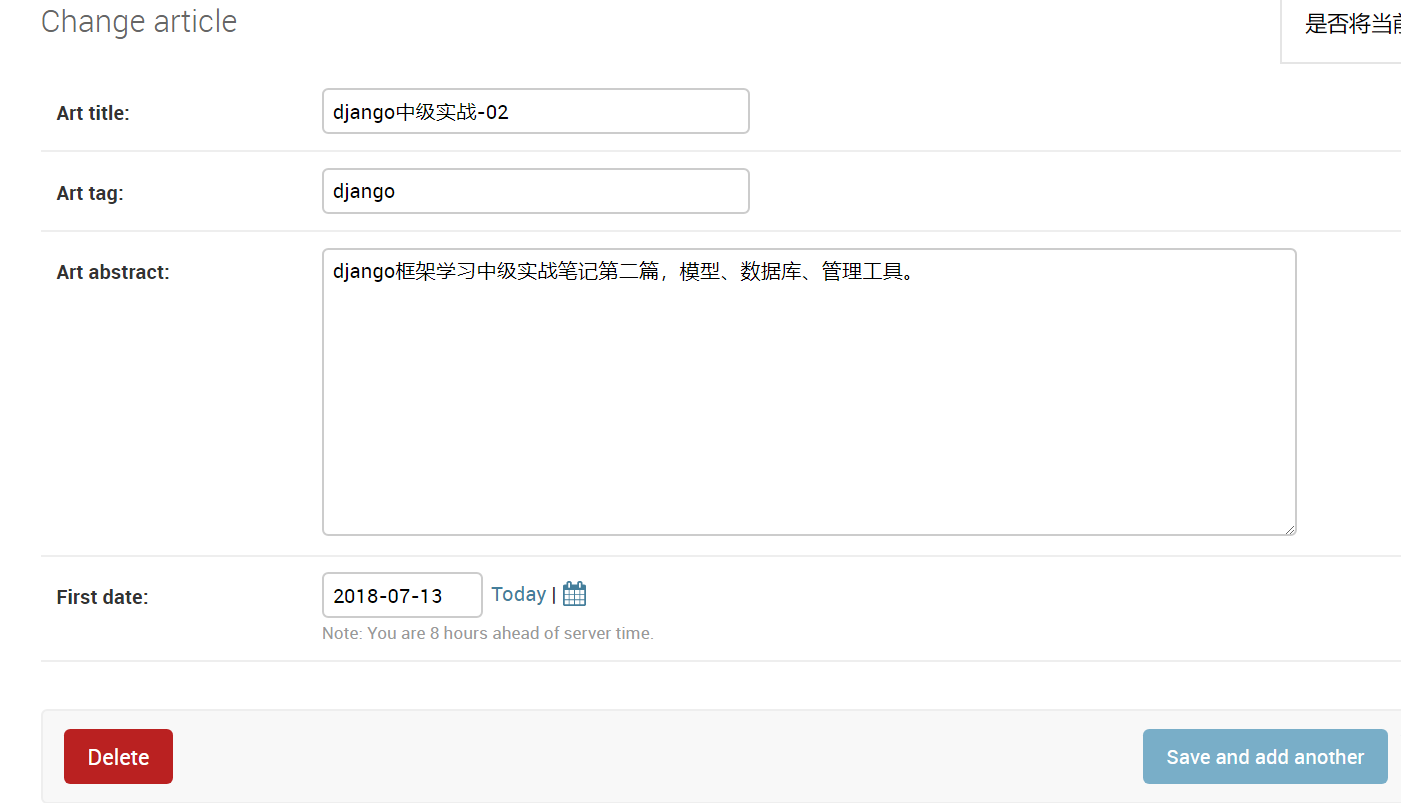 Change article
是否将当前
Art title:
django中级实战-02
Art tag:
django
Art abstract:
django框架学习中级实战笔记第二篇，模型、数据库、管理工具。
First date:
2018-07-13 Today |
Note: You are 8 hours ahead of server time.
Delete
Save and add another